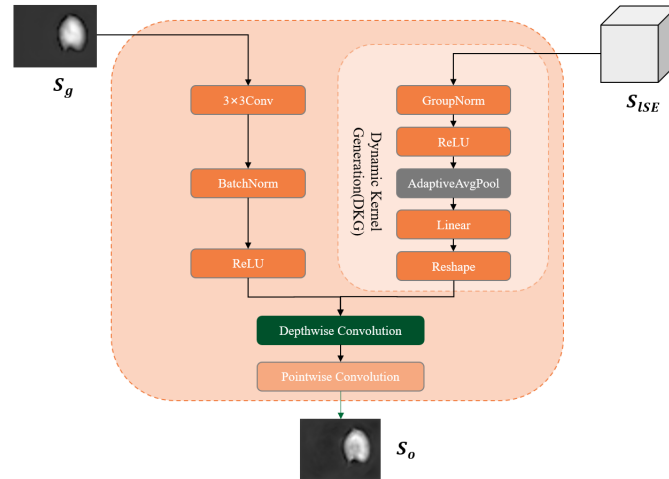 S_g
S_lSE
3×3Conv
BatchNorm
ReLU
Dynamic Kernel
Generation(DKG)
GroupNorm
ReLU
AdaptiveAvgPool
Linear
Reshape
Depthwise Convolution
Pointwise Convolution
S_o